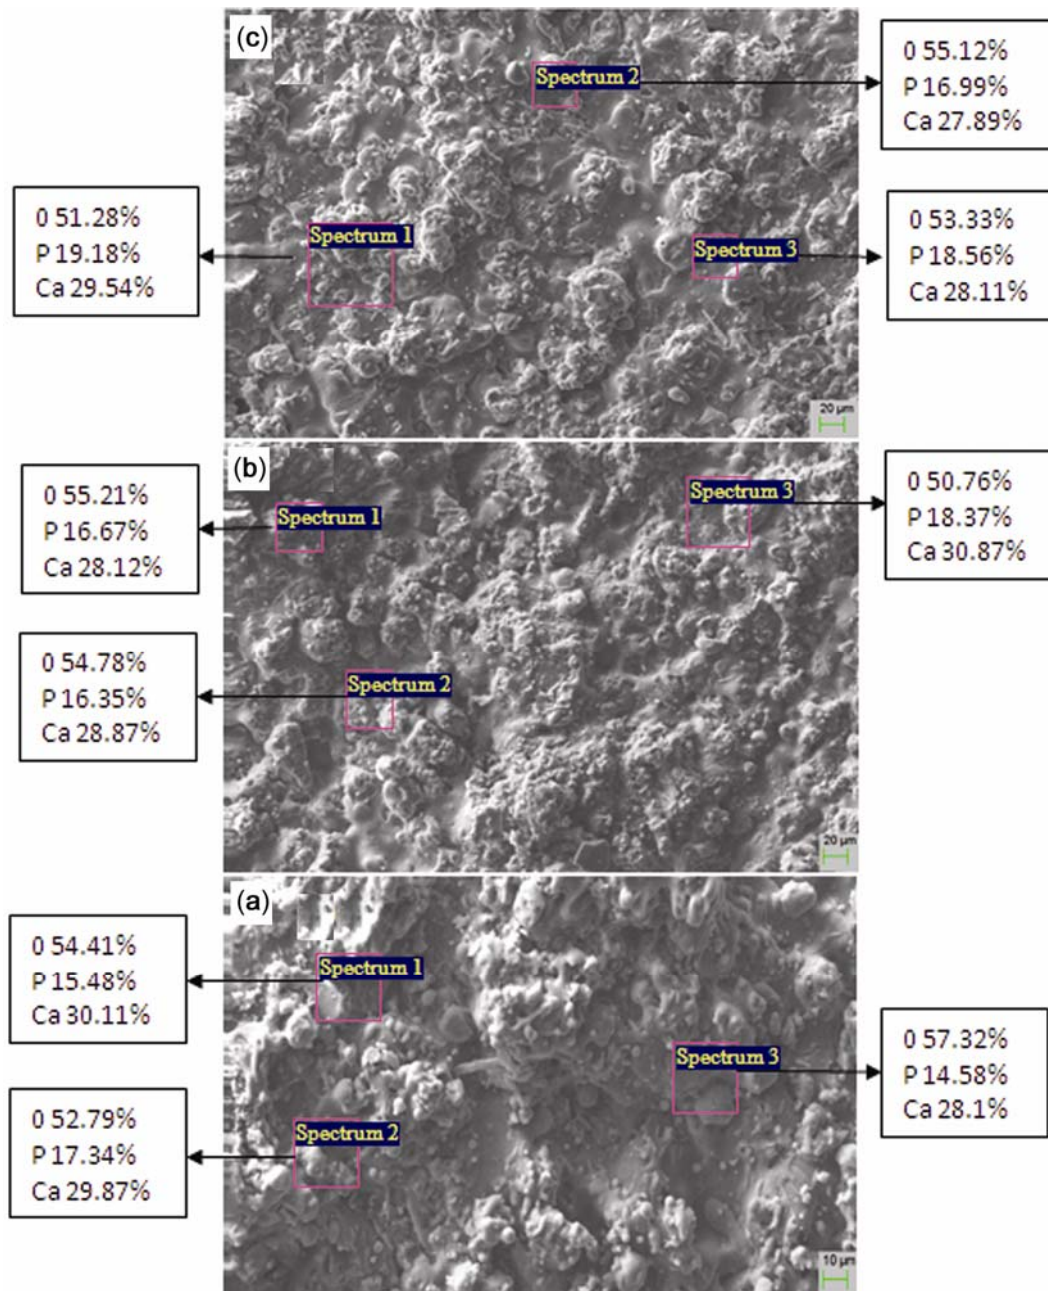 (c)
Spectrum 2
0 55.12%
P 16.99%
Ca 27.89%
Spectrum 1
0 51.28%
P 19.18%
Ca 29.54%
Spectrum 3
0 53.33%
P 18.56%
Ca 28.11%
20 µm
(b)
Spectrum 1
0 55.21%
P 16.67%
Ca 28.12%
Spectrum 3
0 50.76%
P 18.37%
Ca 30.87%
Spectrum 2
0 54.78%
P 16.35%
Ca 28.87%
20 µm
(a)
Spectrum 1
0 54.41%
P 15.48%
Ca 30.11%
Spectrum 3
0 57.32%
P 14.58%
Ca 28.1%
Spectrum 2
0 52.79%
P 17.34%
Ca 29.87%
10 µm